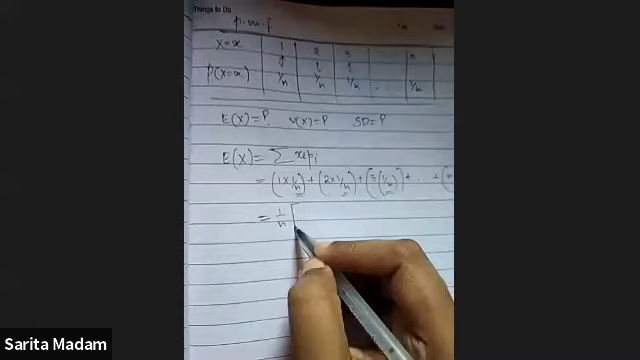 Things to Do
p.m.f
X=x 1 2 3 n
P(X=x) 1/n 1/n 1/n . 1/n
E(X)=? V(X)=? SD=?
E(X)= Σ xi pi
= (1×1/n) + (2×1/n) + (3(1/n)) + . . + (n
= 1/n [
Sarita Madam